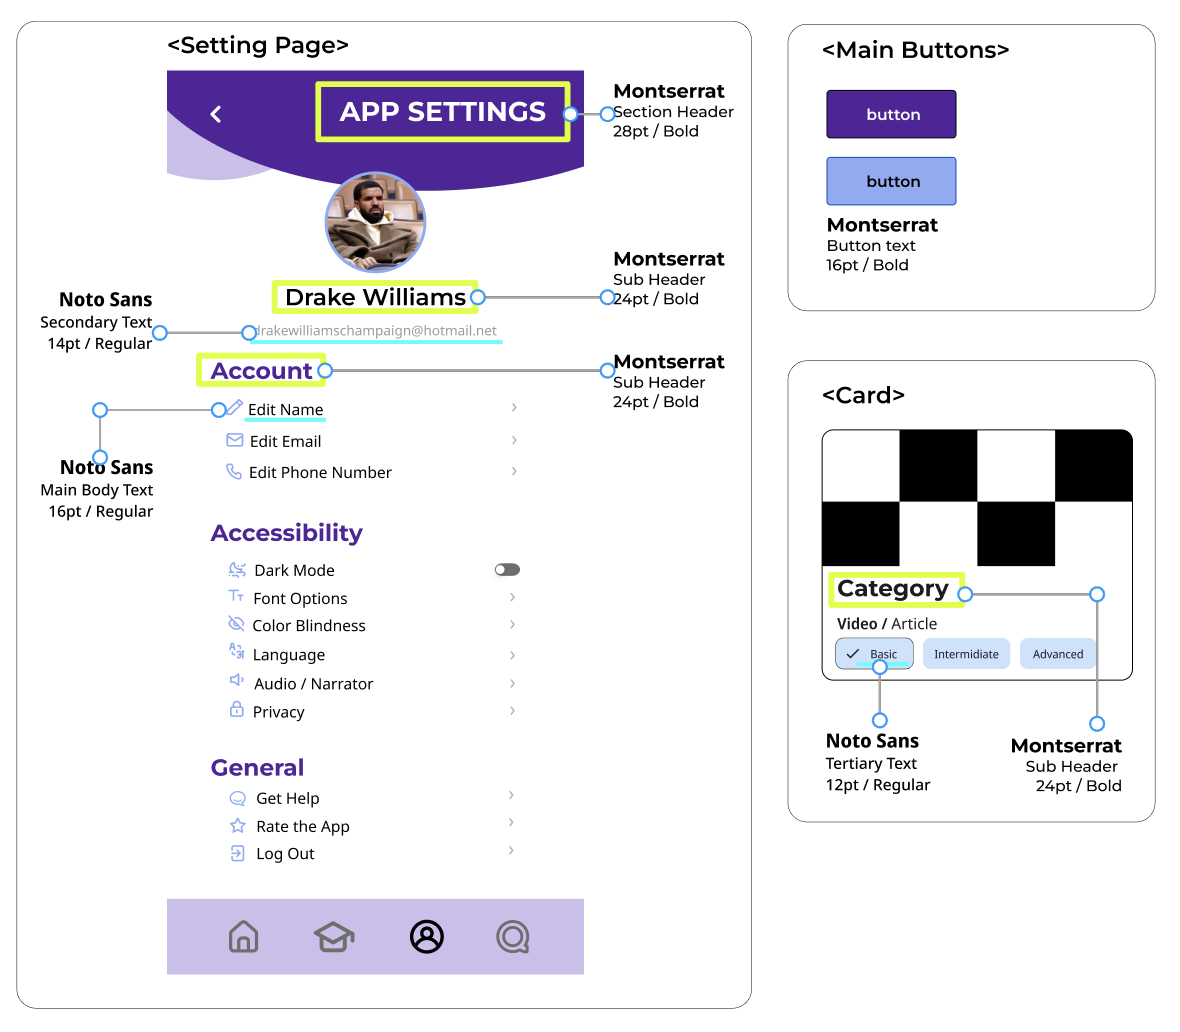 <Setting Page>
APP SETTINGS
Montserrat
Section Header
28pt / Bold
Drake Williams
Montserrat
Sub Header
24pt / Bold
drakewilliamschampaign@hotmail.net
Noto Sans
Secondary Text
14pt / Regular
Account
Montserrat
Sub Header
24pt / Bold
Edit Name
Edit Email
Edit Phone Number
Noto Sans
Main Body Text
16pt / Regular
Accessibility
Dark Mode
Font Options
Color Blindness
Language
Audio / Narrator
Privacy
General
Get Help
Rate the App
Log Out
<Main Buttons>
button
button
Montserrat
Button text
16pt / Bold
<Card>
Category
Video / Article
Basic
Intermidiate
Advanced
Noto Sans
Tertiary Text
12pt / Regular
Montserrat
Sub Header
24pt / Bold